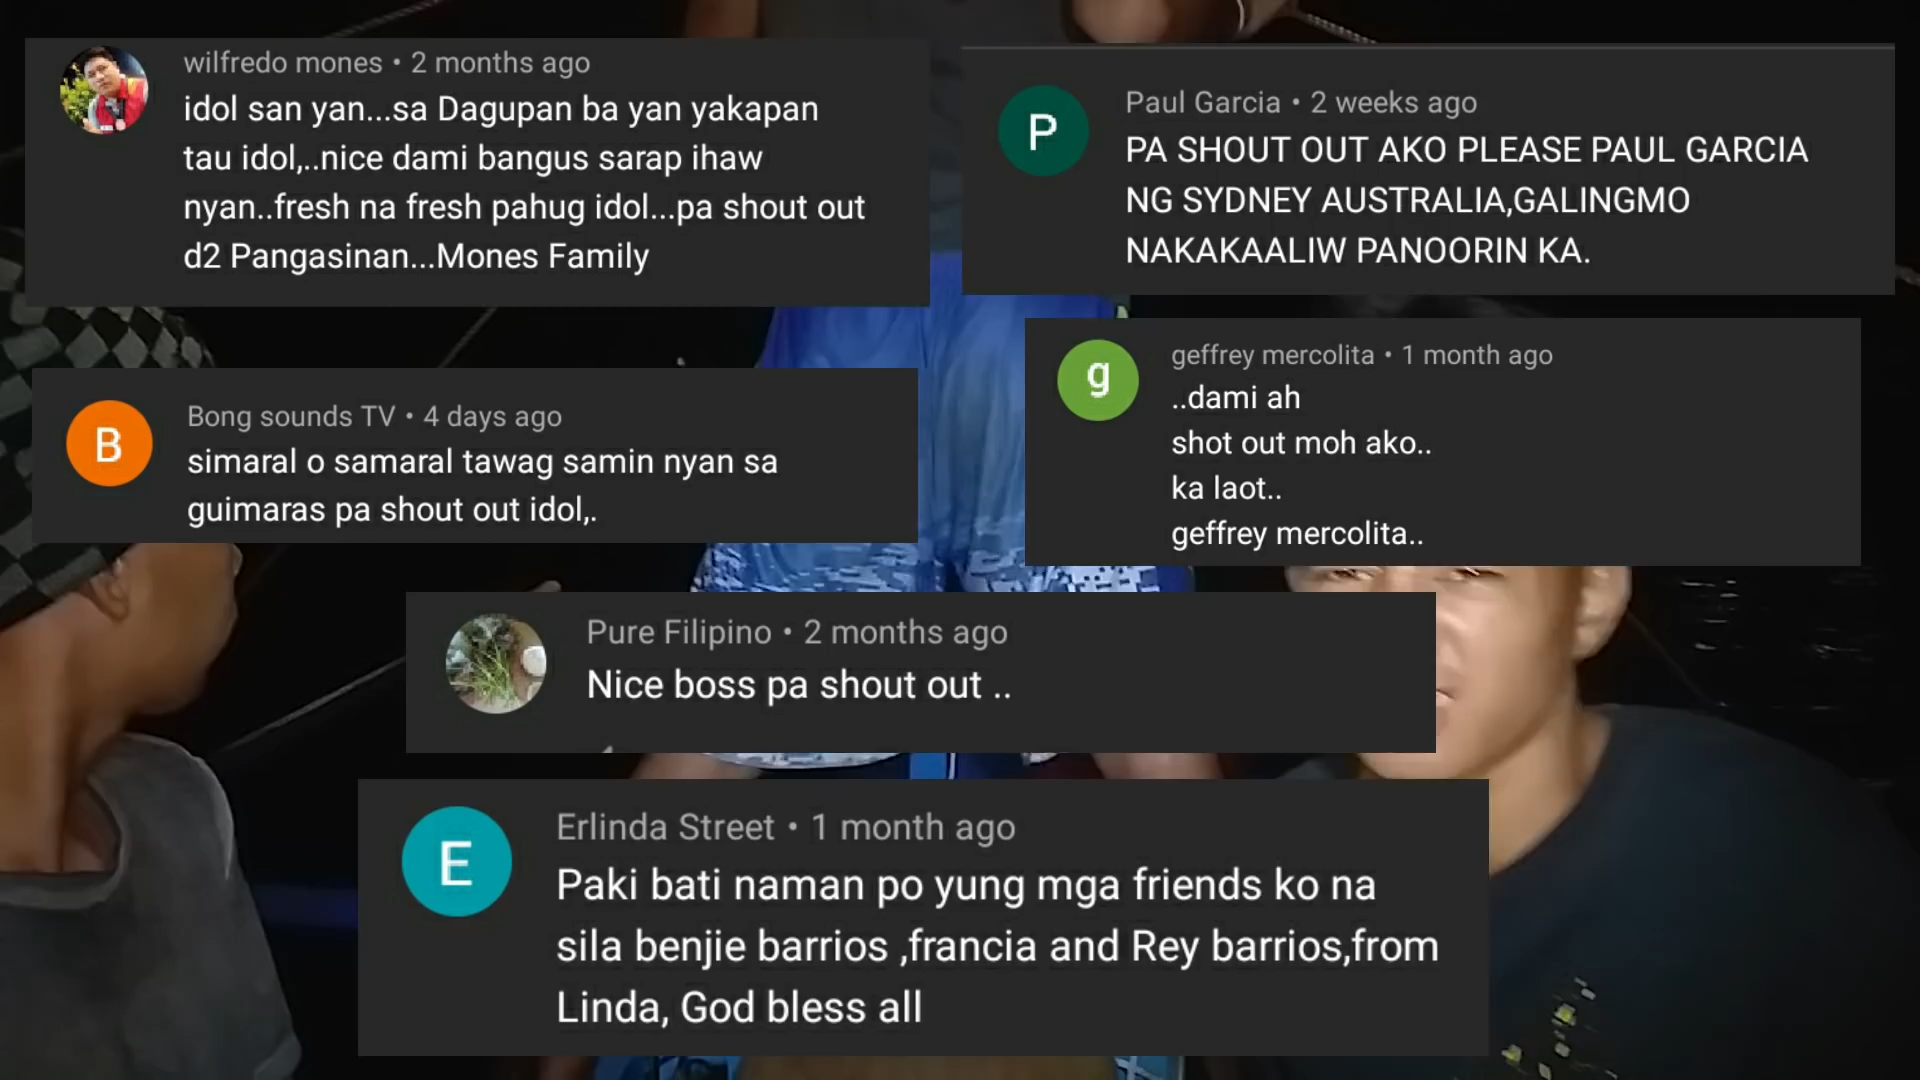 wilfredo mones • 2 months ago
idol san yan...sa Dagupan ba yan yakapan
tau idol,..nice dami bangus sarap ihaw
nyan..fresh na fresh pahug idol...pa shout out
d2 Pangasinan...Mones Family
P
Paul Garcia • 2 weeks ago
PA SHOUT OUT AKO PLEASE PAUL GARCIA
NG SYDNEY AUSTRALIA,GALINGMO
NAKAKAALIW PANOORIN KA.
B
Bong sounds TV • 4 days ago
simaral o samaral tawag samin nyan sa
guimaras pa shout out idol,.
g
geffrey mercolita • 1 month ago
..dami ah
shot out moh ako..
ka laot..
geffrey mercolita..
Pure Filipino • 2 months ago
Nice boss pa shout out ..
E
Erlinda Street • 1 month ago
Paki bati naman po yung mga friends ko na
sila benjie barrios ,francia and Rey barrios,from
Linda, God bless all